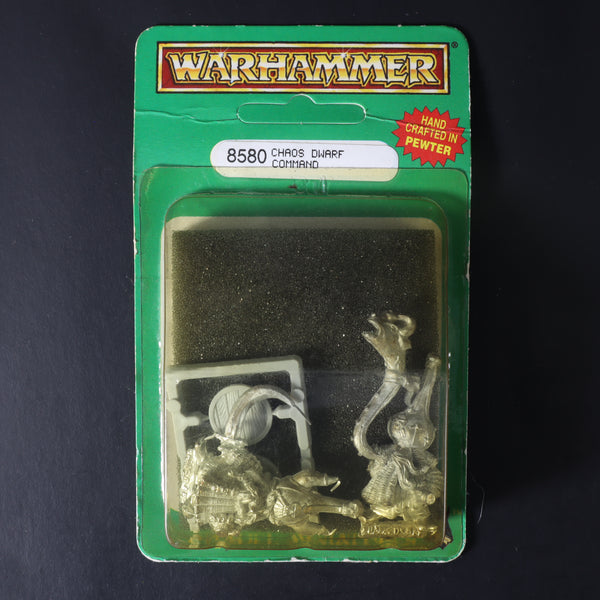 WARHAMMER®
HAND
CRAFTED IN
PEWTER
8580 CHAOS DWARF
COMMAND